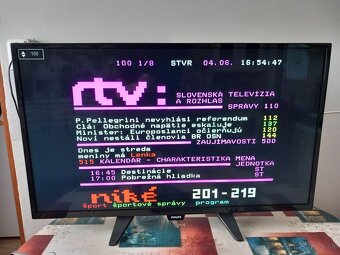 100
100 1/8 STVR 04.06. 16:54:47
rtv:
SLOVENSKÁ TELEVÍZIA
A ROZHLAS
SPRÁVY 110
P.Pellegrini nevyhlási referendum 112
Clá: Obchodné napätie eskaluje 137
Minister: Europoslanci očierňujú 120
Noví nestáli členovia BR OSN 144
ZAUJÍMAVOSTI 500
Dnes je streda
meniny má Lenka
515 KALENDÁR - CHARAKTERISTIKA MENA
JEDNOTKA
16:45 Destinácie ST
17:00 Pobrežná hliadka ST
niké 201-219
šport športové správy program
PHILIPS